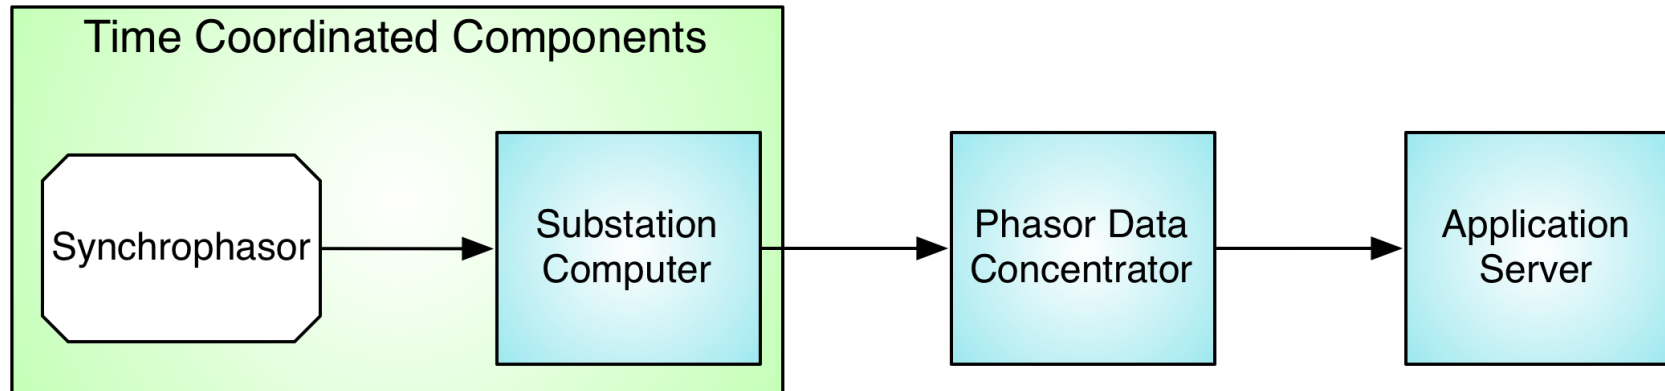 Time Coordinated Components
Synchrophasor
Substation
Computer
Phasor Data
Concentrator
Application
Server